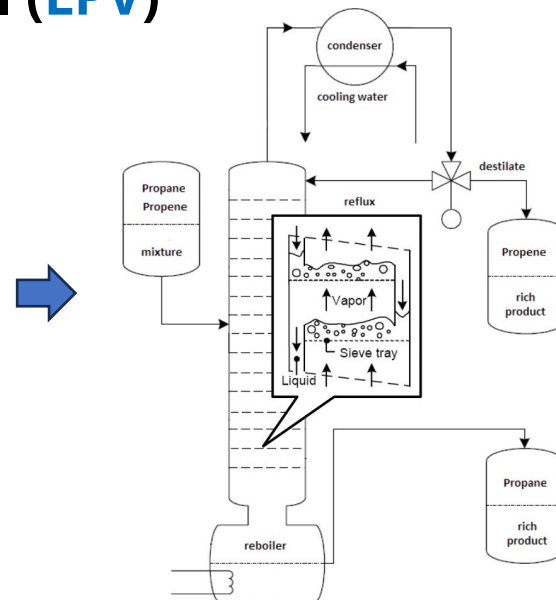 (EPV)
condenser
cooling water
destilate
Propane
Propene
mixture
reflux
Propene
rich
product
Vapor
Sieve tray
Liquid
Propane
rich
product
reboiler